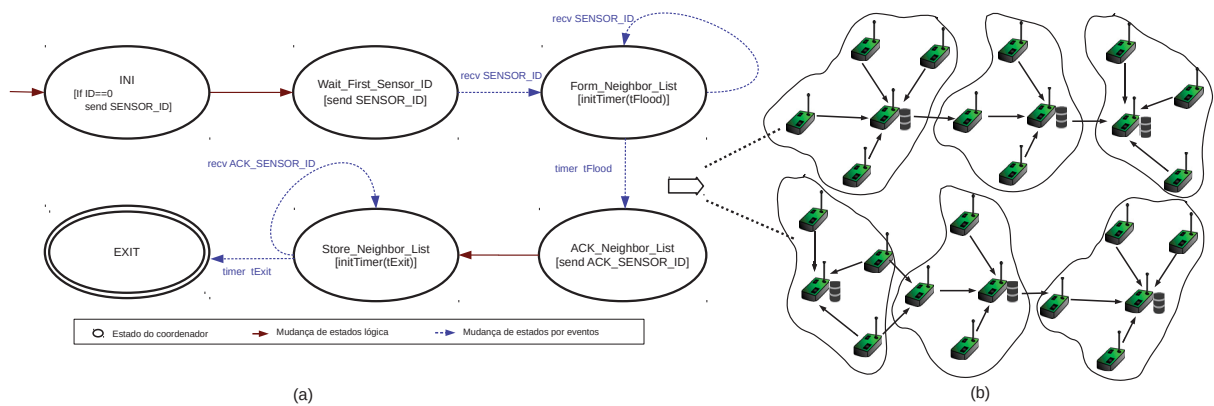 INI
[If ID==0
send SENSOR_ID]
Wait_First_Sensor_ID
[send SENSOR_ID]
recv SENSOR_ID
recv SENSOR_ID
Form_Neighbor_List
[initTimer(tFlood)]
timer tFlood
recv ACK_SENSOR_ID
EXIT
timer tExit
Store_Neighbor_List
[initTimer(tExit)]
ACK_Neighbor_List
[send ACK_SENSOR_ID]
Estado do coordenador
Mudança de estados lógica
Mudança de estados por eventos
(a)
(b)